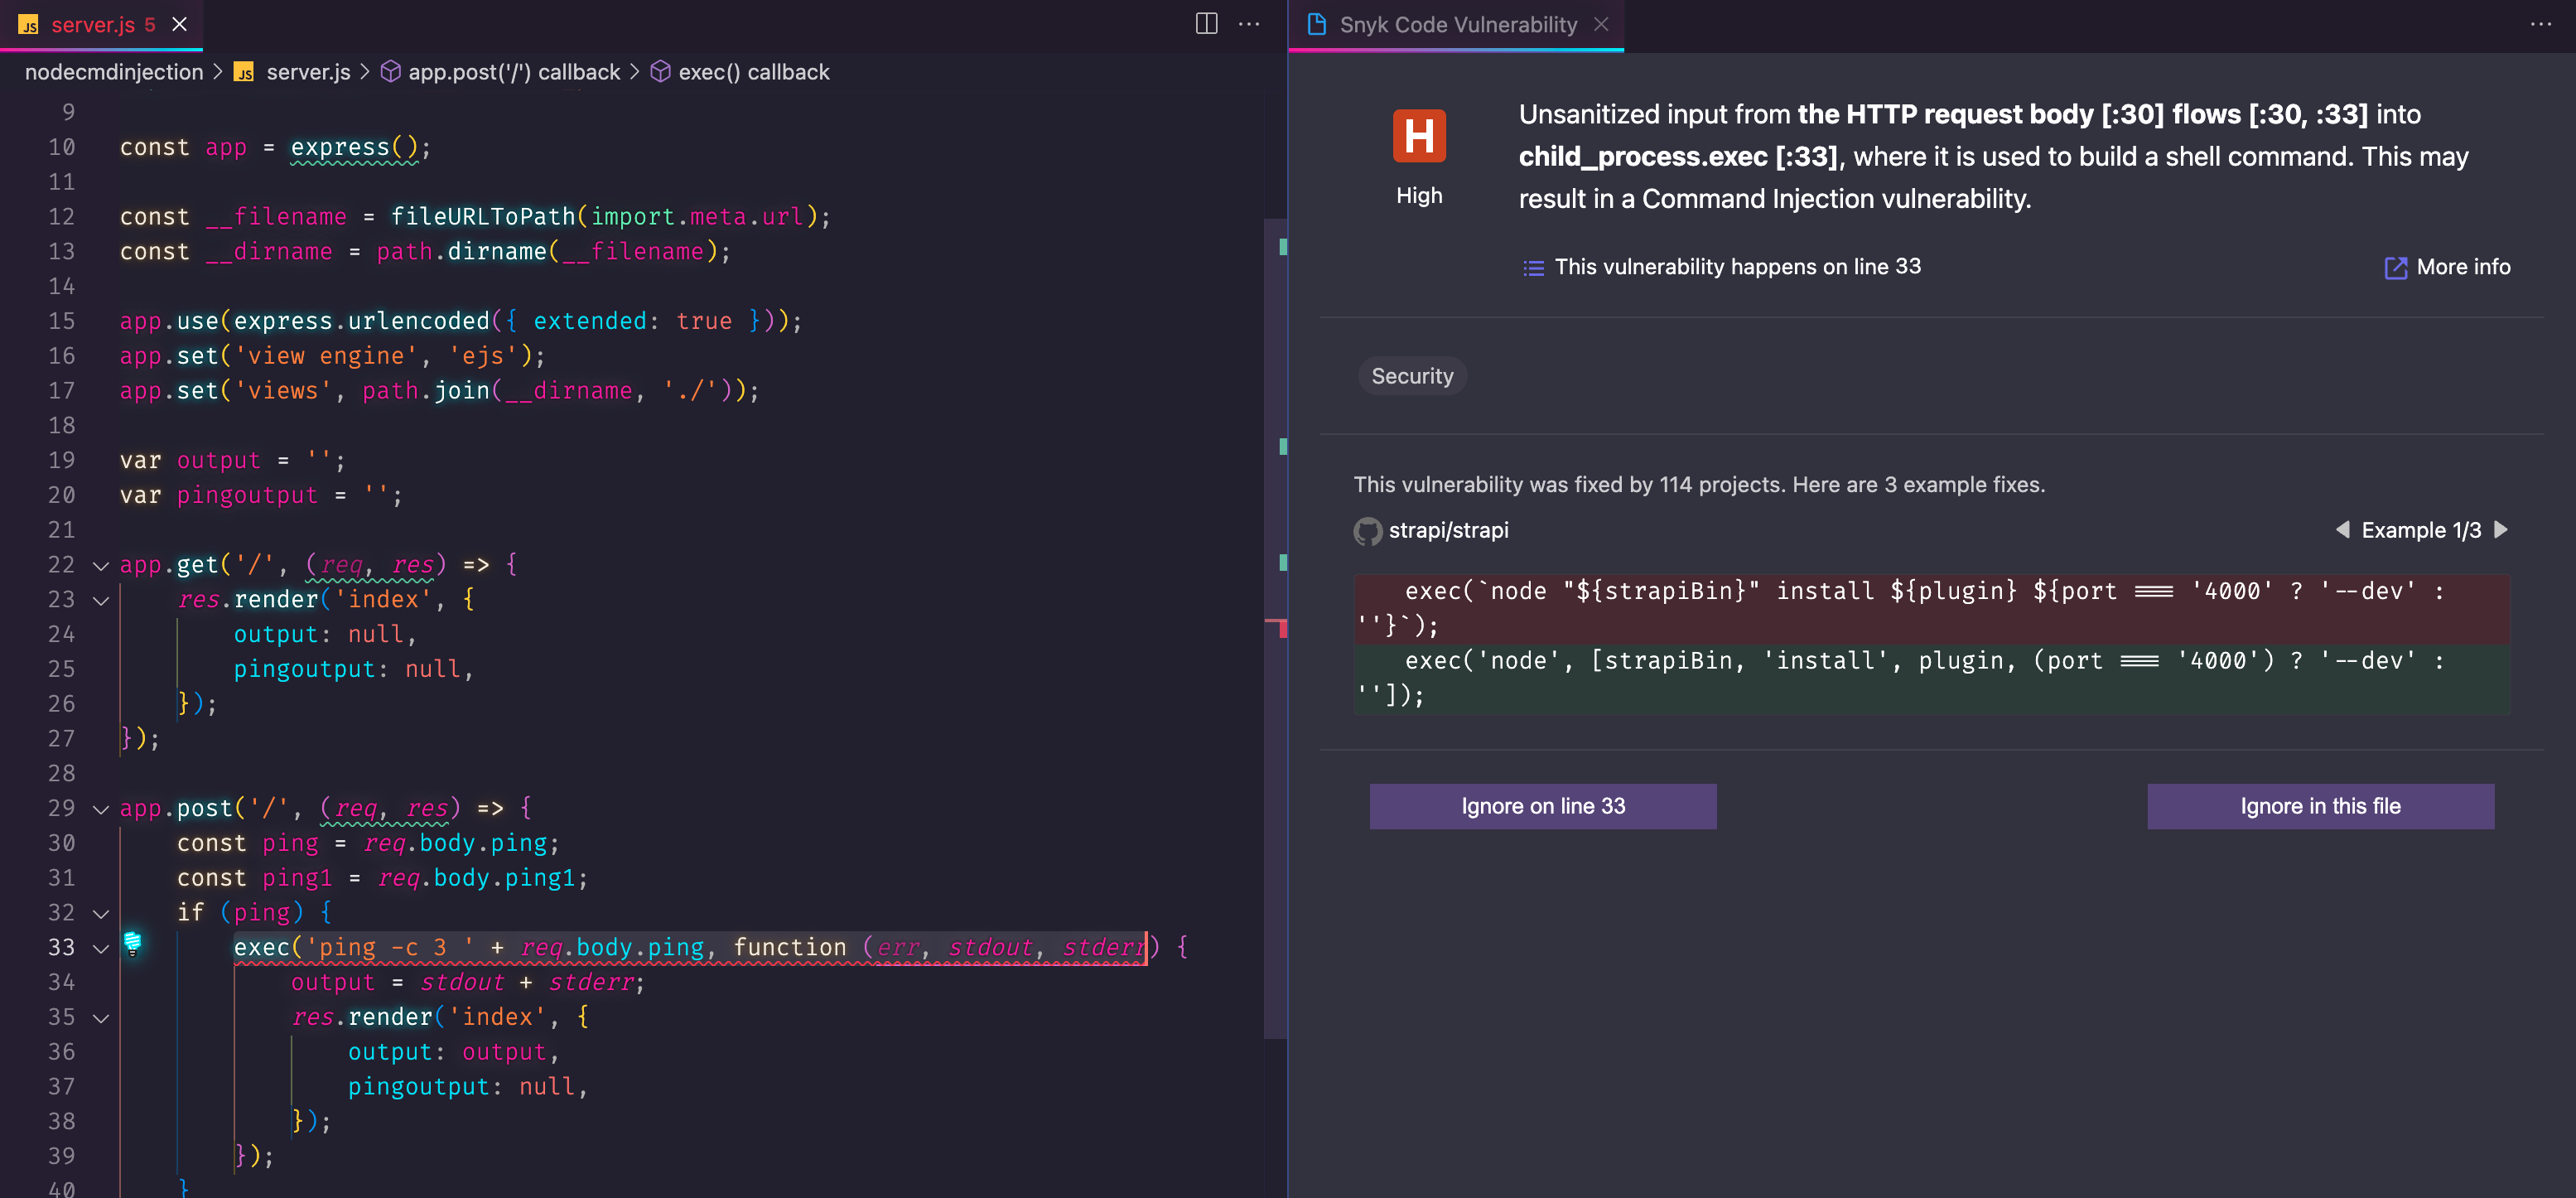 JS server.js 5
nodecmdinjection > JS server.js > app.post('/') callback > exec() callback
9
10 const app = express();
11
12 const __filename = fileURLToPath(import.meta.url);
13 const __dirname = path.dirname(__filename);
14
15 app.use(express.urlencoded({ extended: true }));
16 app.set('view engine', 'ejs');
17 app.set('views', path.join(__dirname, './'));
18
19 var output = '';
20 var pingoutput = '';
21
22 app.get('/', (req, res) => {
23 res.render('index', {
24 output: null,
25 pingoutput: null,
26 });
27 });
28
29 app.post('/', (req, res) => {
30 const ping = req.body.ping;
31 const ping1 = req.body.ping1;
32 if (ping) {
33 exec('ping -c 3 ' + req.body.ping, function (err, stdout, stderr) {
34 output = stdout + stderr;
35 res.render('index', {
36 output: output,
37 pingoutput: null,
38 });
39 });
40 }
Snyk Code Vulnerability
H
High
Unsanitized input from the HTTP request body [:30] flows [:30, :33] into
child_process.exec [:33], where it is used to build a shell command. This may
result in a Command Injection vulnerability.
This vulnerability happens on line 33
More info
Security
This vulnerability was fixed by 114 projects. Here are 3 example fixes.
strapi/strapi
Example 1/3
exec(`node "${strapiBin}" install ${plugin} ${port === '4000' ? '--dev' :
''}`);
exec('node', [strapiBin, 'install', plugin, (port === '4000') ? '--dev' :
'']);
Ignore on line 33
Ignore in this file